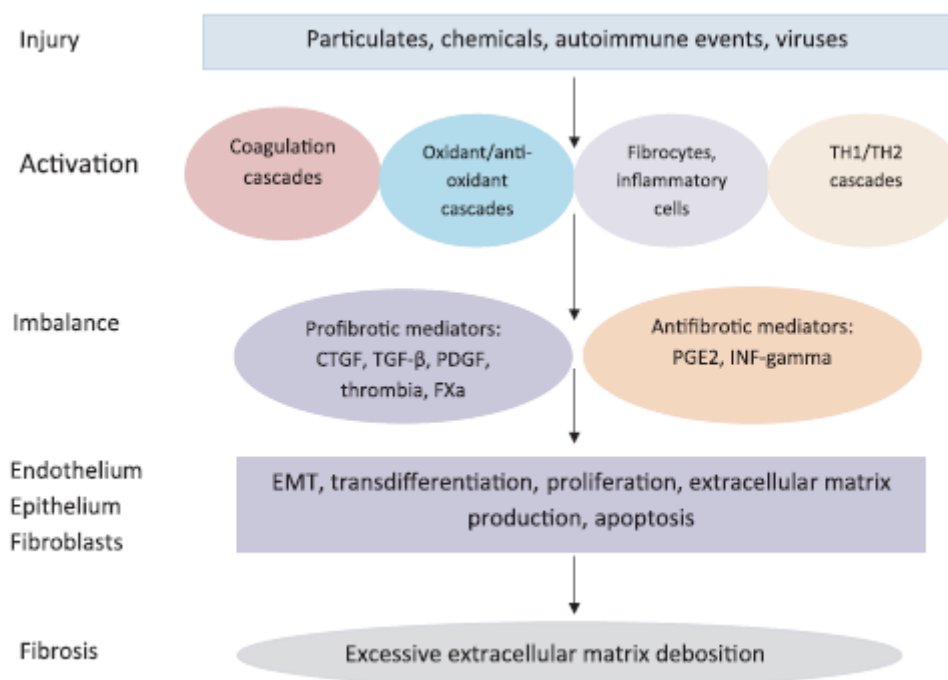 Injury
Particulates, chemicals, autoimmune events, viruses
Activation
Coagulation
cascades
Oxidant/anti-
oxidant
cascades
Fibrocytes,
inflammatory
cells
TH1/TH2
cascades
Imbalance
Profibrotic mediators:
CTGF, TGF-β, PDGF,
thrombia, FXa
Antifibrotic mediators:
PGE2, INF-gamma
Endothelium
Epithelium
Fibroblasts
EMT, transdifferentiation, proliferation, extracellular matrix
production, apoptosis
Fibrosis
Excessive extracellular matrix deposition